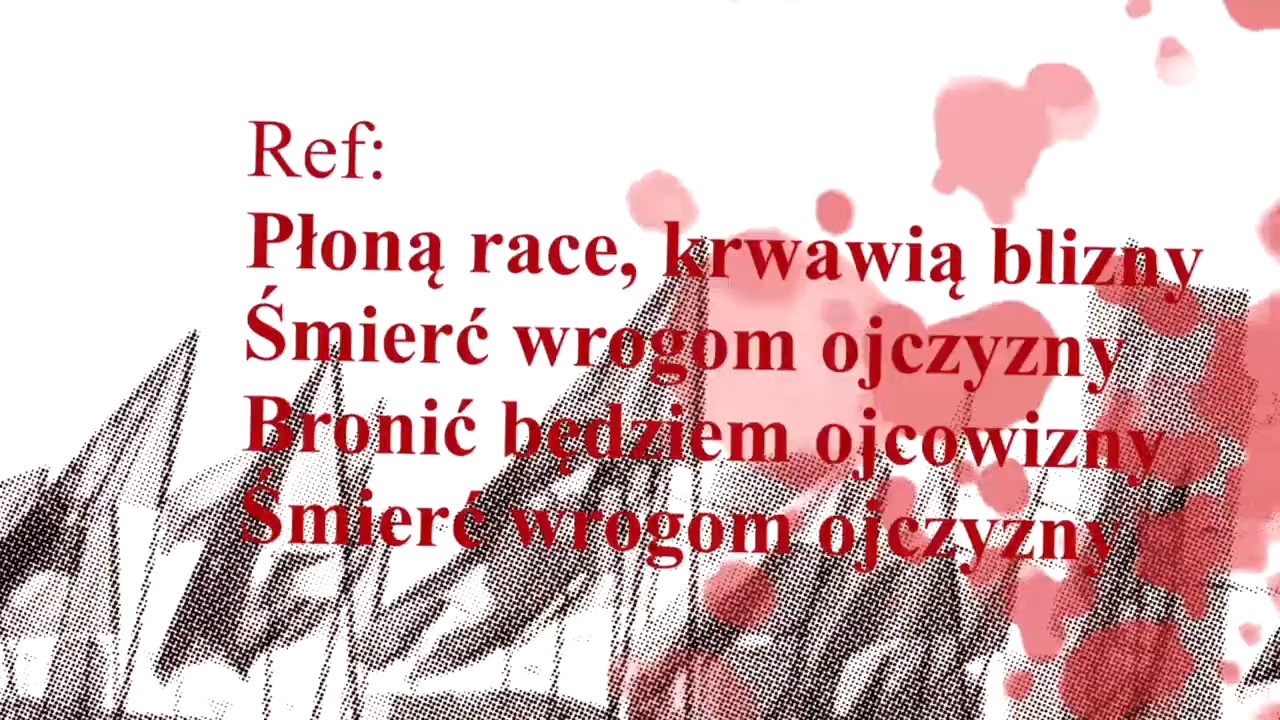 Ref:
Płoną race, krwawią blizny
Śmierć wrogom ojczyzny
Bronić będziem ojcowizny
Śmierć wrogom ojczyzny